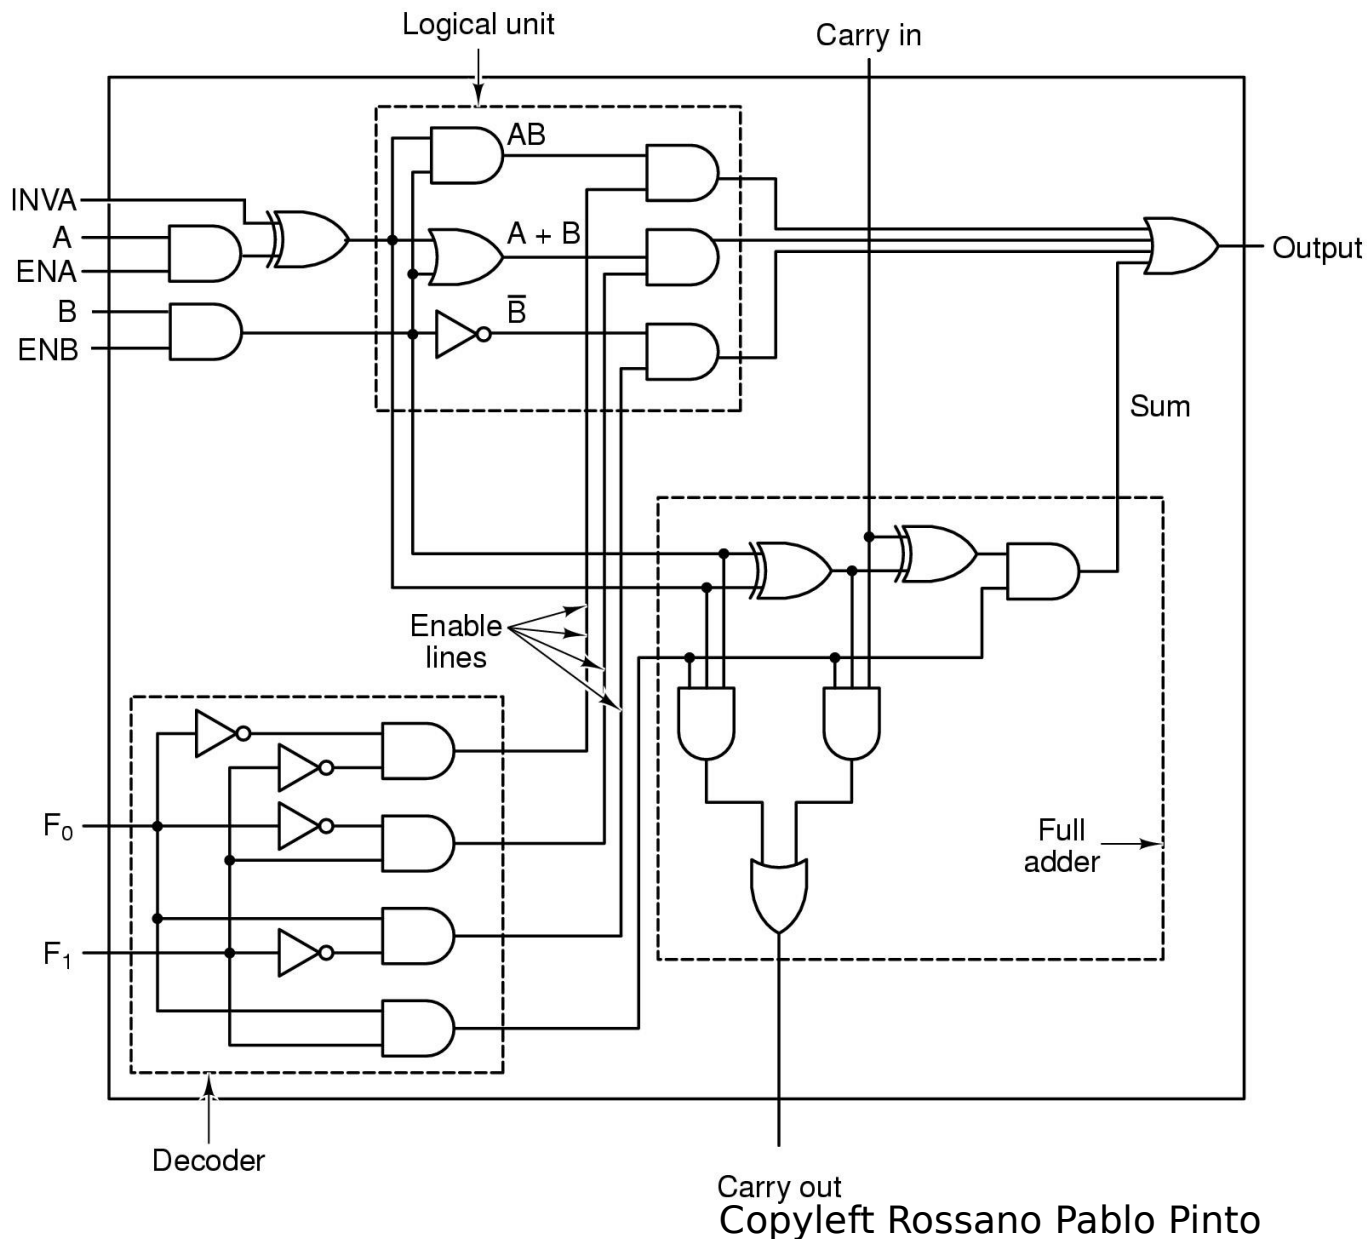 Logical unit
Carry in
INVA
A
ENA
B
ENB
AB
A + B
B̅
Output
Sum
Enable
lines
F₀
F₁
Full
adder
Decoder
Carry out
Copyleft Rossano Pablo Pinto